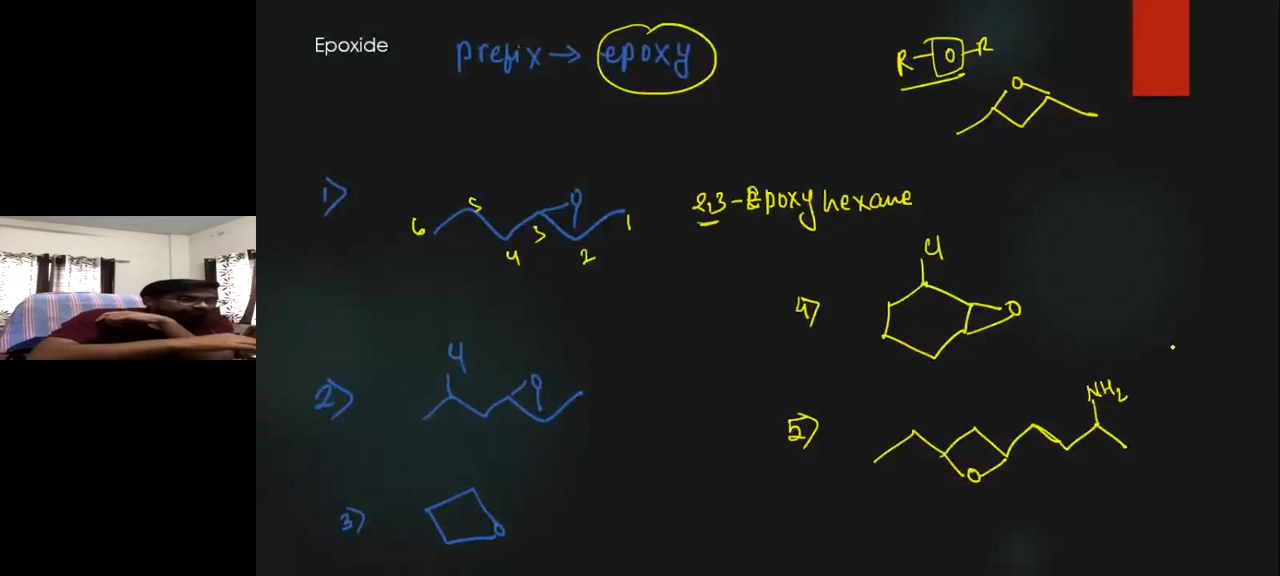 Epoxide
prefix → epoxy
R-O-R
O
1)
O
6 5 4 3 2 1
2,3-Epoxy hexane
4)
Cl
O
2)
Cl
O
5)
NH2
O
3)
O